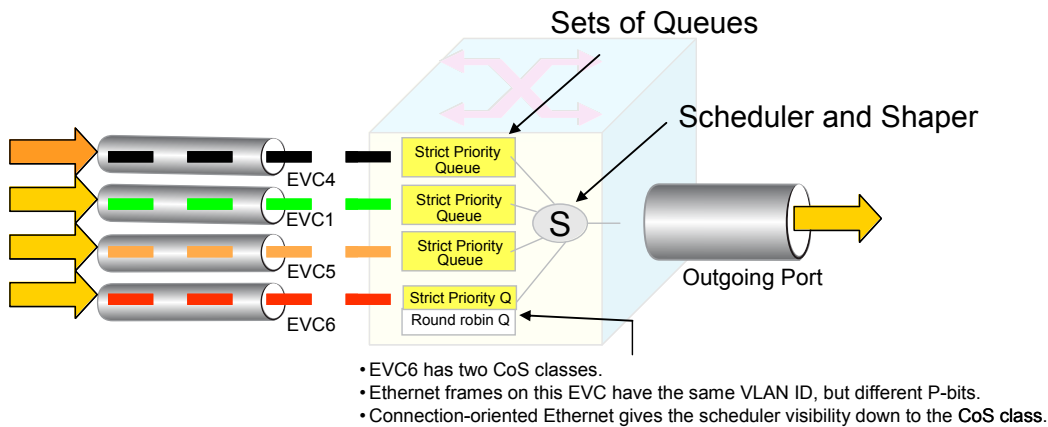 Sets of Queues
Scheduler and Shaper
Strict Priority
Queue
EVC4
Strict Priority
Queue
EVC1
S
Strict Priority
Queue
EVC5
Outgoing Port
Strict Priority Q
Round robin Q
EVC6
• EVC6 has two CoS classes.
• Ethernet frames on this EVC have the same VLAN ID, but different P-bits.
• Connection-oriented Ethernet gives the scheduler visibility down to the CoS class.